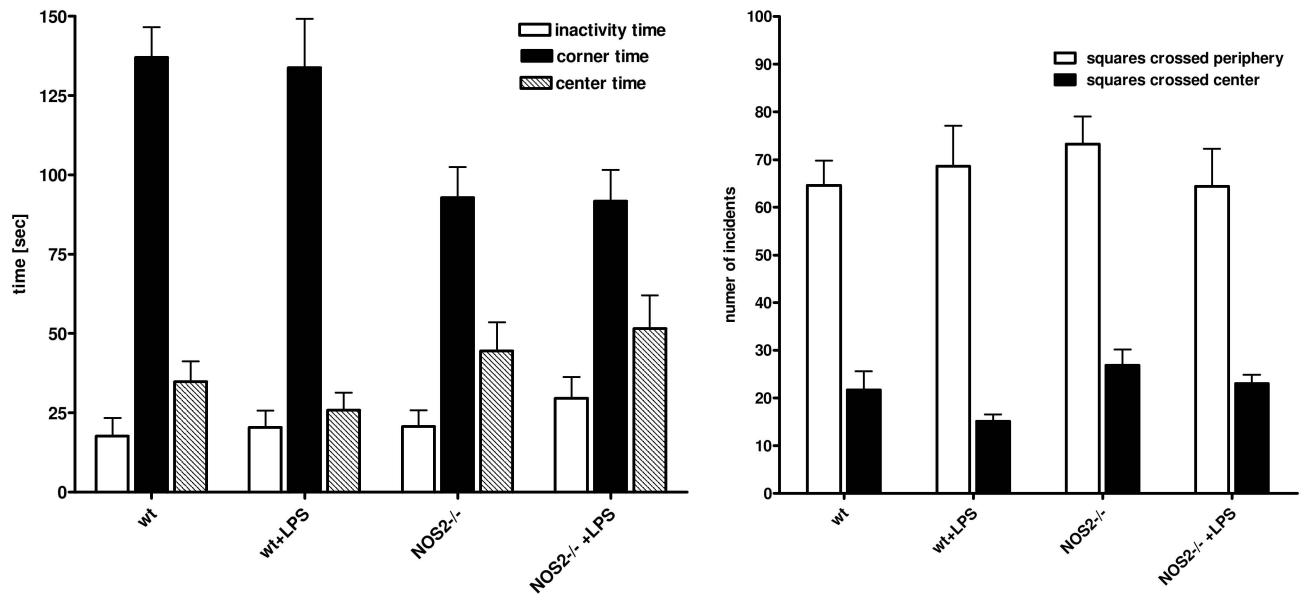 150
125
100
75
50
25
0
time [sec]
inactivity time
corner time
center time
wt
wt+LPS
NOS2-/-
NOS2-/- +LPS
100
90
80
70
60
50
40
30
20
10
0
numer of incidents
squares crossed periphery
squares crossed center
wt
wt+LPS
NOS2-/-
NOS2-/- +LPS